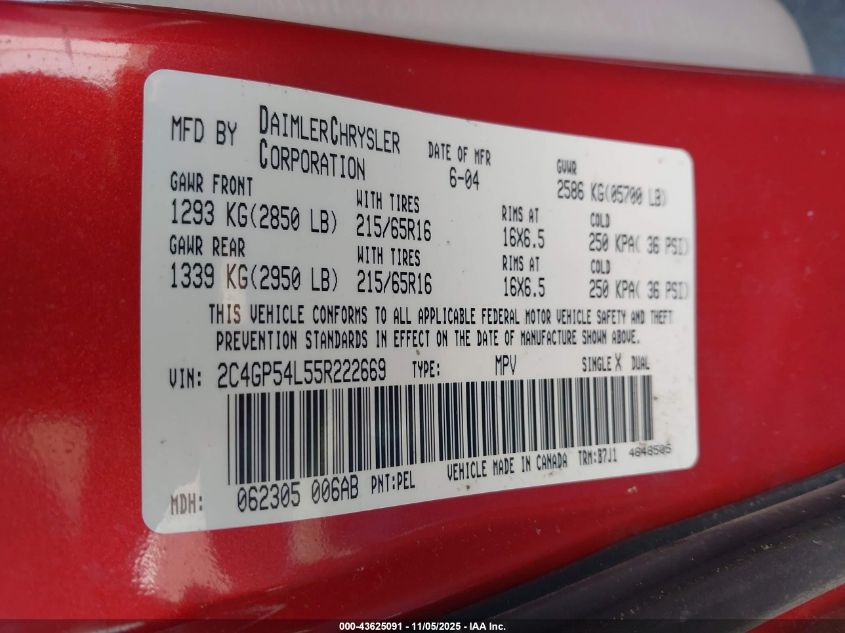 MFD BY DAIMLERCHRYSLER CORPORATION DATE OF MFR 6-04 GVWR 2586 KG(05700 LB)
GAWR FRONT WITH TIRES RIMS AT COLD
1293 KG(2850 LB) 215/65R16 16X6.5 250 KPA( 36 PSI)
GAWR REAR WITH TIRES RIMS AT COLD
1339 KG(2950 LB) 215/65R16 16X6.5 250 KPA( 36 PSI)
THIS VEHICLE CONFORMS TO ALL APPLICABLE FEDERAL MOTOR VEHICLE SAFETY AND THEFT
PREVENTION STANDARDS IN EFFECT ON THE DATE OF MANUFACTURE SHOWN ABOVE.
VIN: 2C4GP54L55R222669 TYPE: MPV SINGLE X DUAL
MDH: 062305 006AB PNT:PEL VEHICLE MADE IN CANADA TRM:B7J1 4848505
000-43625091 - 11/05/2025 - IAA Inc.